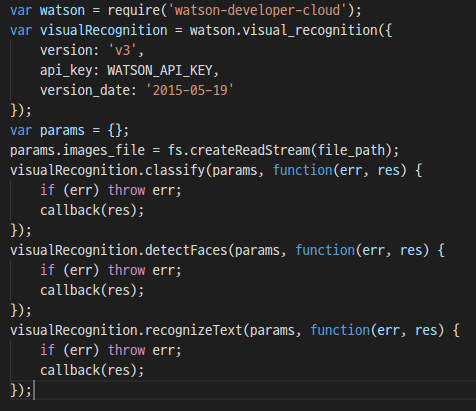 var watson = require('watson-developer-cloud');
var visualRecognition = watson.visual_recognition({
    version: 'v3',
    api_key: WATSON_API_KEY,
    version_date: '2015-05-19'
});
var params = {};
params.images_file = fs.createReadStream(file_path);
visualRecognition.classify(params, function(err, res) {
    if (err) throw err;
    callback(res);
});
visualRecognition.detectFaces(params, function(err, res) {
    if (err) throw err;
    callback(res);
});
visualRecognition.recognizeText(params, function(err, res) {
    if (err) throw err;
    callback(res);
});